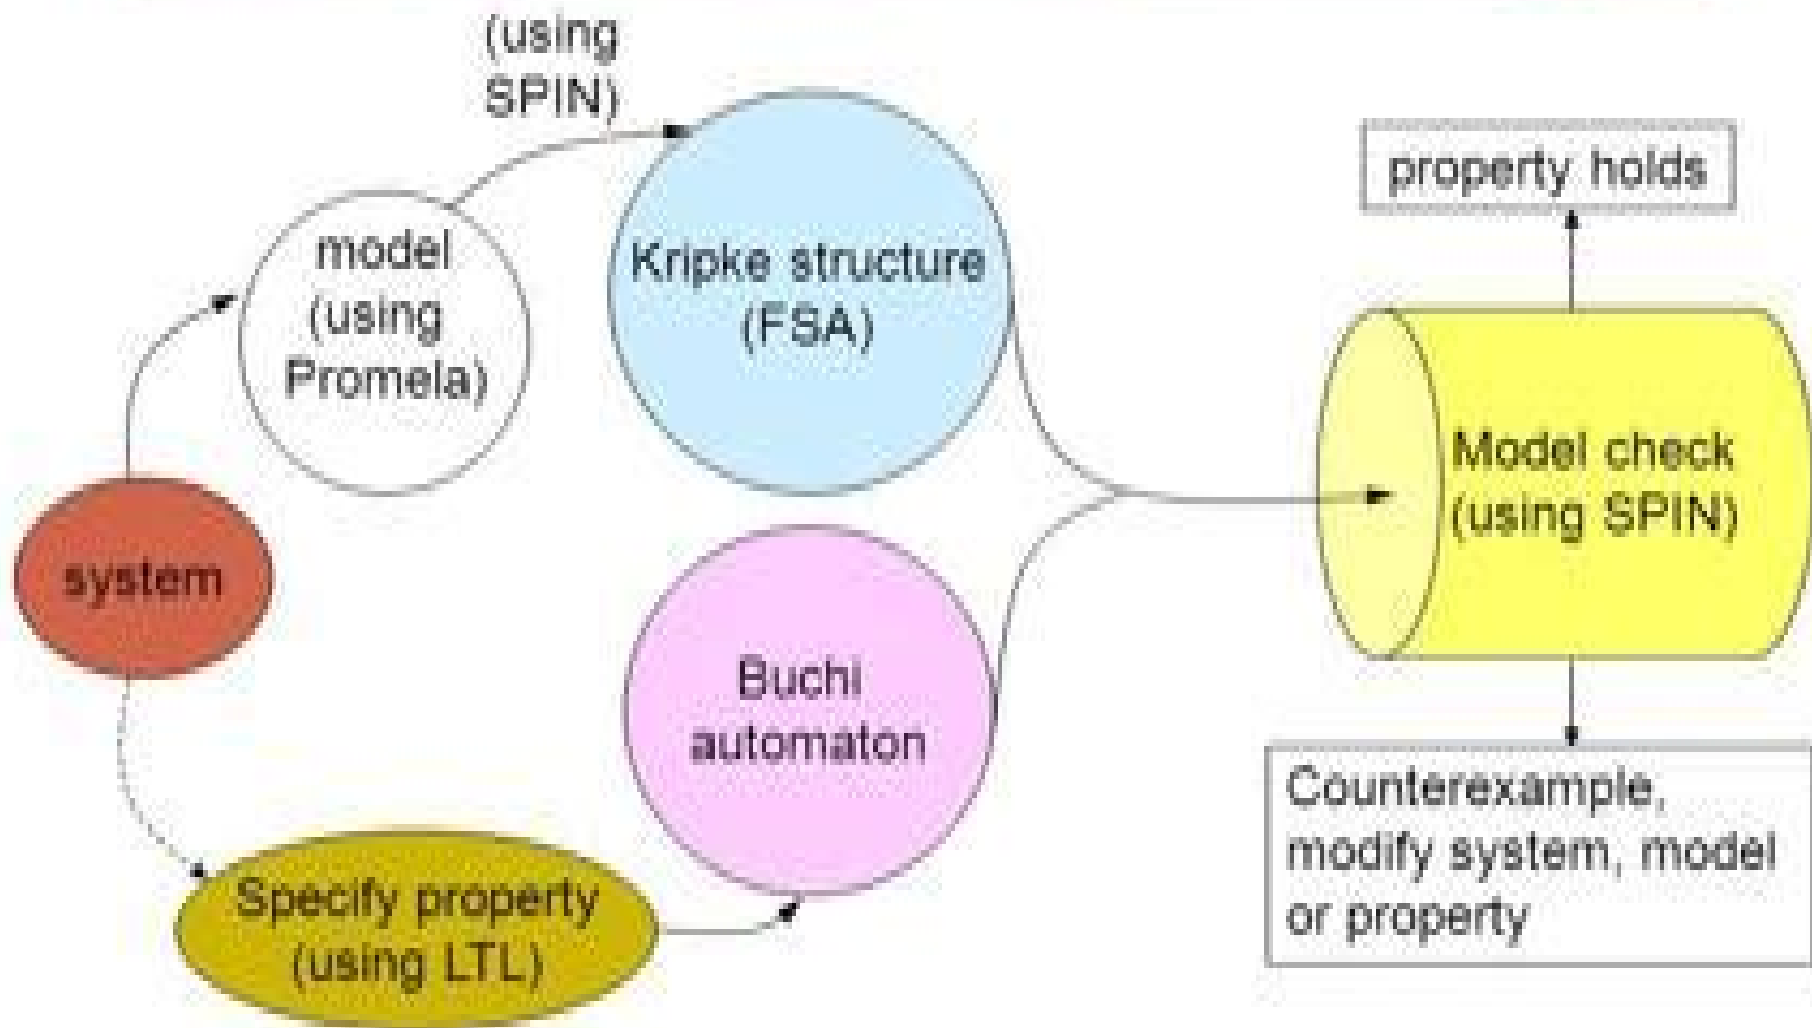 (using
SPIN)
model
(using
Promela)
Kripke structure
(FSA)
property holds
Model check
(using SPIN)
system
Buchi
automaton
Specify property
(using LTL)
Counterexample,
modify system, model
or property